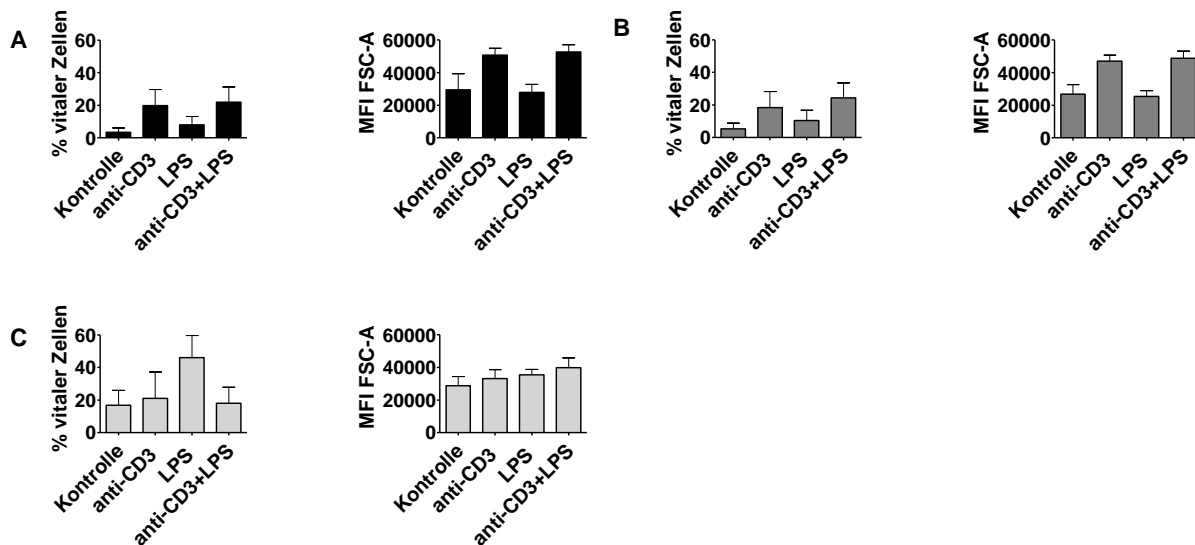 A
% vitaler Zellen
60
40
20
0
Kontrolle
anti-CD3
LPS
anti-CD3+LPS
MFI FSC-A
60000
40000
20000
0
Kontrolle
anti-CD3
LPS
anti-CD3+LPS
B
% vitaler Zellen
60
40
20
0
Kontrolle
anti-CD3
LPS
anti-CD3+LPS
MFI FSC-A
60000
40000
20000
0
Kontrolle
anti-CD3
LPS
anti-CD3+LPS
C
% vitaler Zellen
60
40
20
0
Kontrolle
anti-CD3
LPS
anti-CD3+LPS
MFI FSC-A
60000
40000
20000
0
Kontrolle
anti-CD3
LPS
anti-CD3+LPS